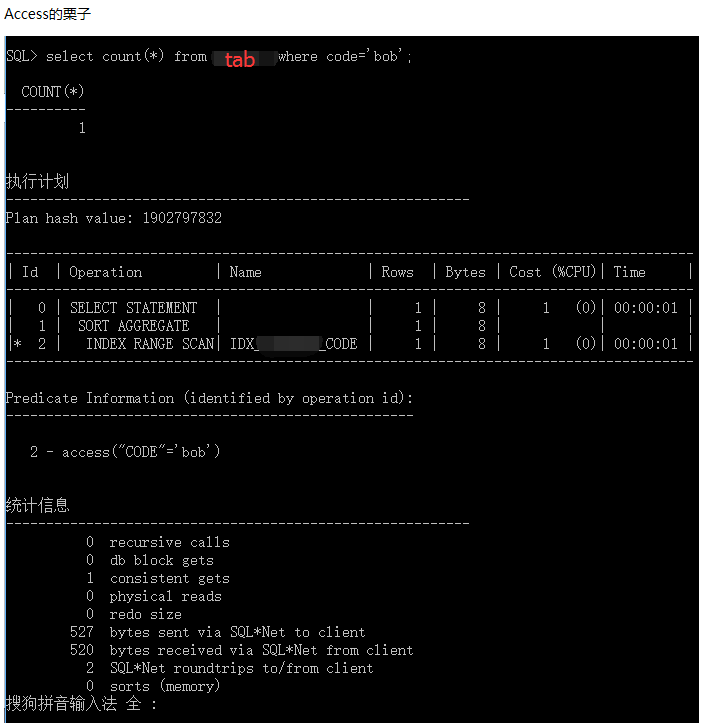 Access的栗子
SQL> select count(*) from tab where code='bob';
  COUNT(*)
----------
         1
执行计划
----------------------------------------------------------
Plan hash value: 1902797832
--------------------------------------------------------------------------------------
| Id  | Operation         | Name              | Rows  | Bytes | Cost (%CPU)| Time     |
--------------------------------------------------------------------------------------
|   0 | SELECT STATEMENT  |                   |     1 |     8 |     1   (0)| 00:00:01 |
|   1 |  SORT AGGREGATE   |                   |     1 |     8 |            |          |
|*  2 |   INDEX RANGE SCAN| IDX_ _CODE |     1 |     8 |     1   (0)| 00:00:01 |
--------------------------------------------------------------------------------------
Predicate Information (identified by operation id):
---------------------------------------------------
   2 - access("CODE"='bob')
统计信息
----------------------------------------------------------
          0  recursive calls
          0  db block gets
          1  consistent gets
          0  physical reads
          0  redo size
        527  bytes sent via SQL*Net to client
        520  bytes received via SQL*Net from client
          2  SQL*Net roundtrips to/from client
          0  sorts (memory)
搜狗拼音输入法 全 :